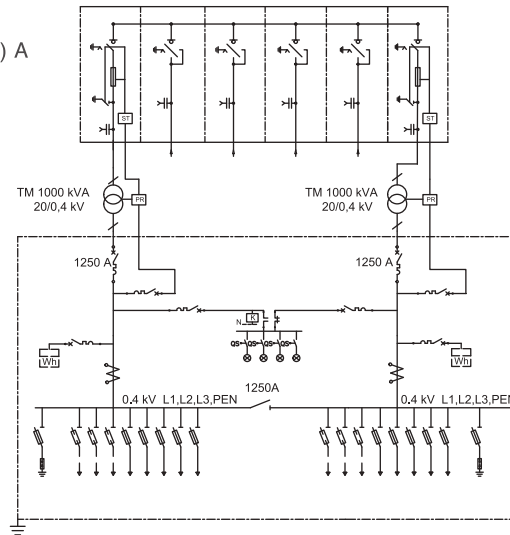 ) A
ST ST
TM 1000 kVA
20/0,4 kV
PR
TM 1000 kVA
20/0,4 kV
PR
1250 A
1250 A
K
N
QS QS QS QS
Wh
Wh
1250A
0.4 kV L1,L2,L3,PEN
0.4 kV L1,L2,L3,PEN